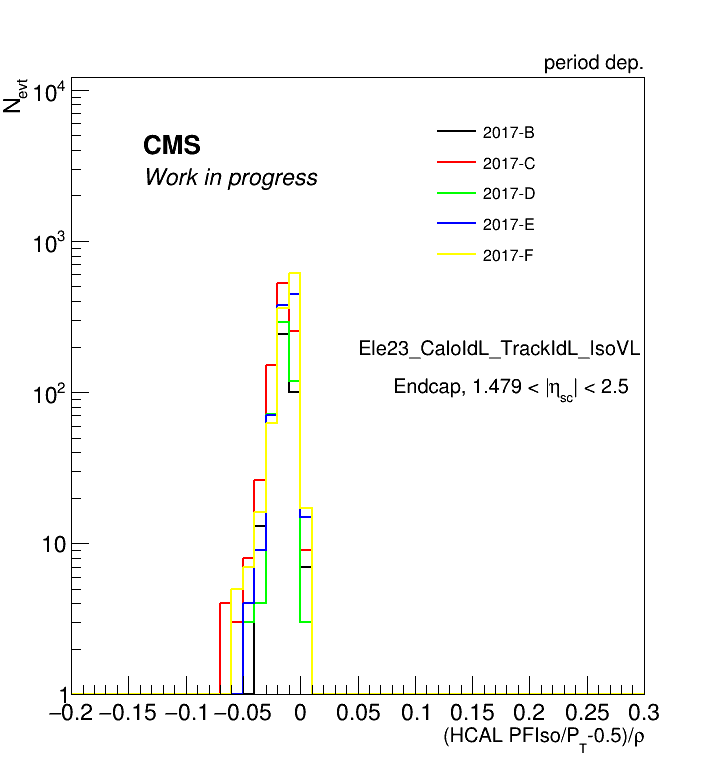 period dep.
N_evt
10^4
CMS
Work in progress
2017-B
2017-C
2017-D
2017-E
2017-F
10^3
Ele23_CaloIdL_TrackIdL_IsoVL
10^2
Endcap, 1.479 < |η_sc| < 2.5
10
1
−0.2 −0.15 −0.1 −0.05 0 0.05 0.1 0.15 0.2 0.25 0.3
(HCAL PFIso/P_T-0.5)/ρ